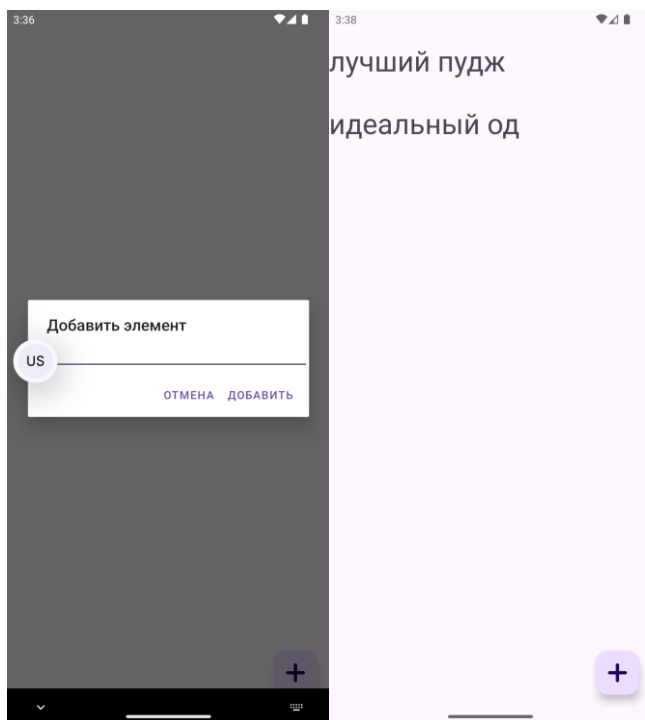 3:36
Добавить элемент
US
ОТМЕНА ДОБАВИТЬ
3:38
лучший пудж
идеальный од